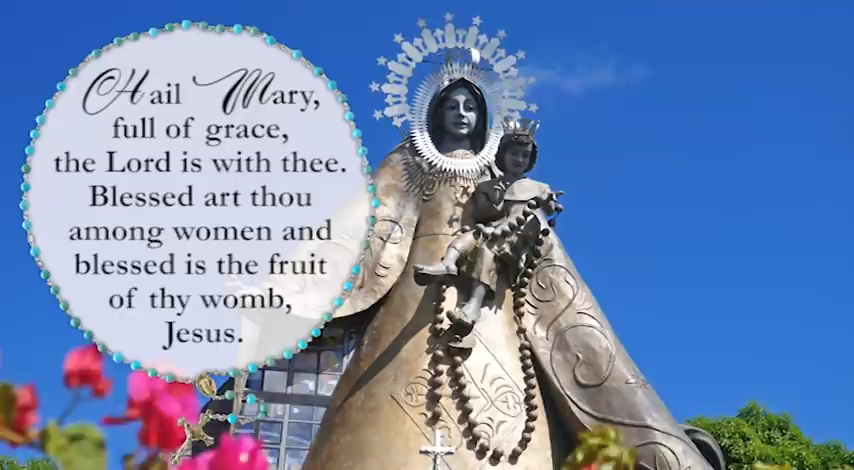 Hail Mary,
full of grace,
the Lord is with thee.
Blessed art thou
among women and
blessed is the fruit
of thy womb,
Jesus.